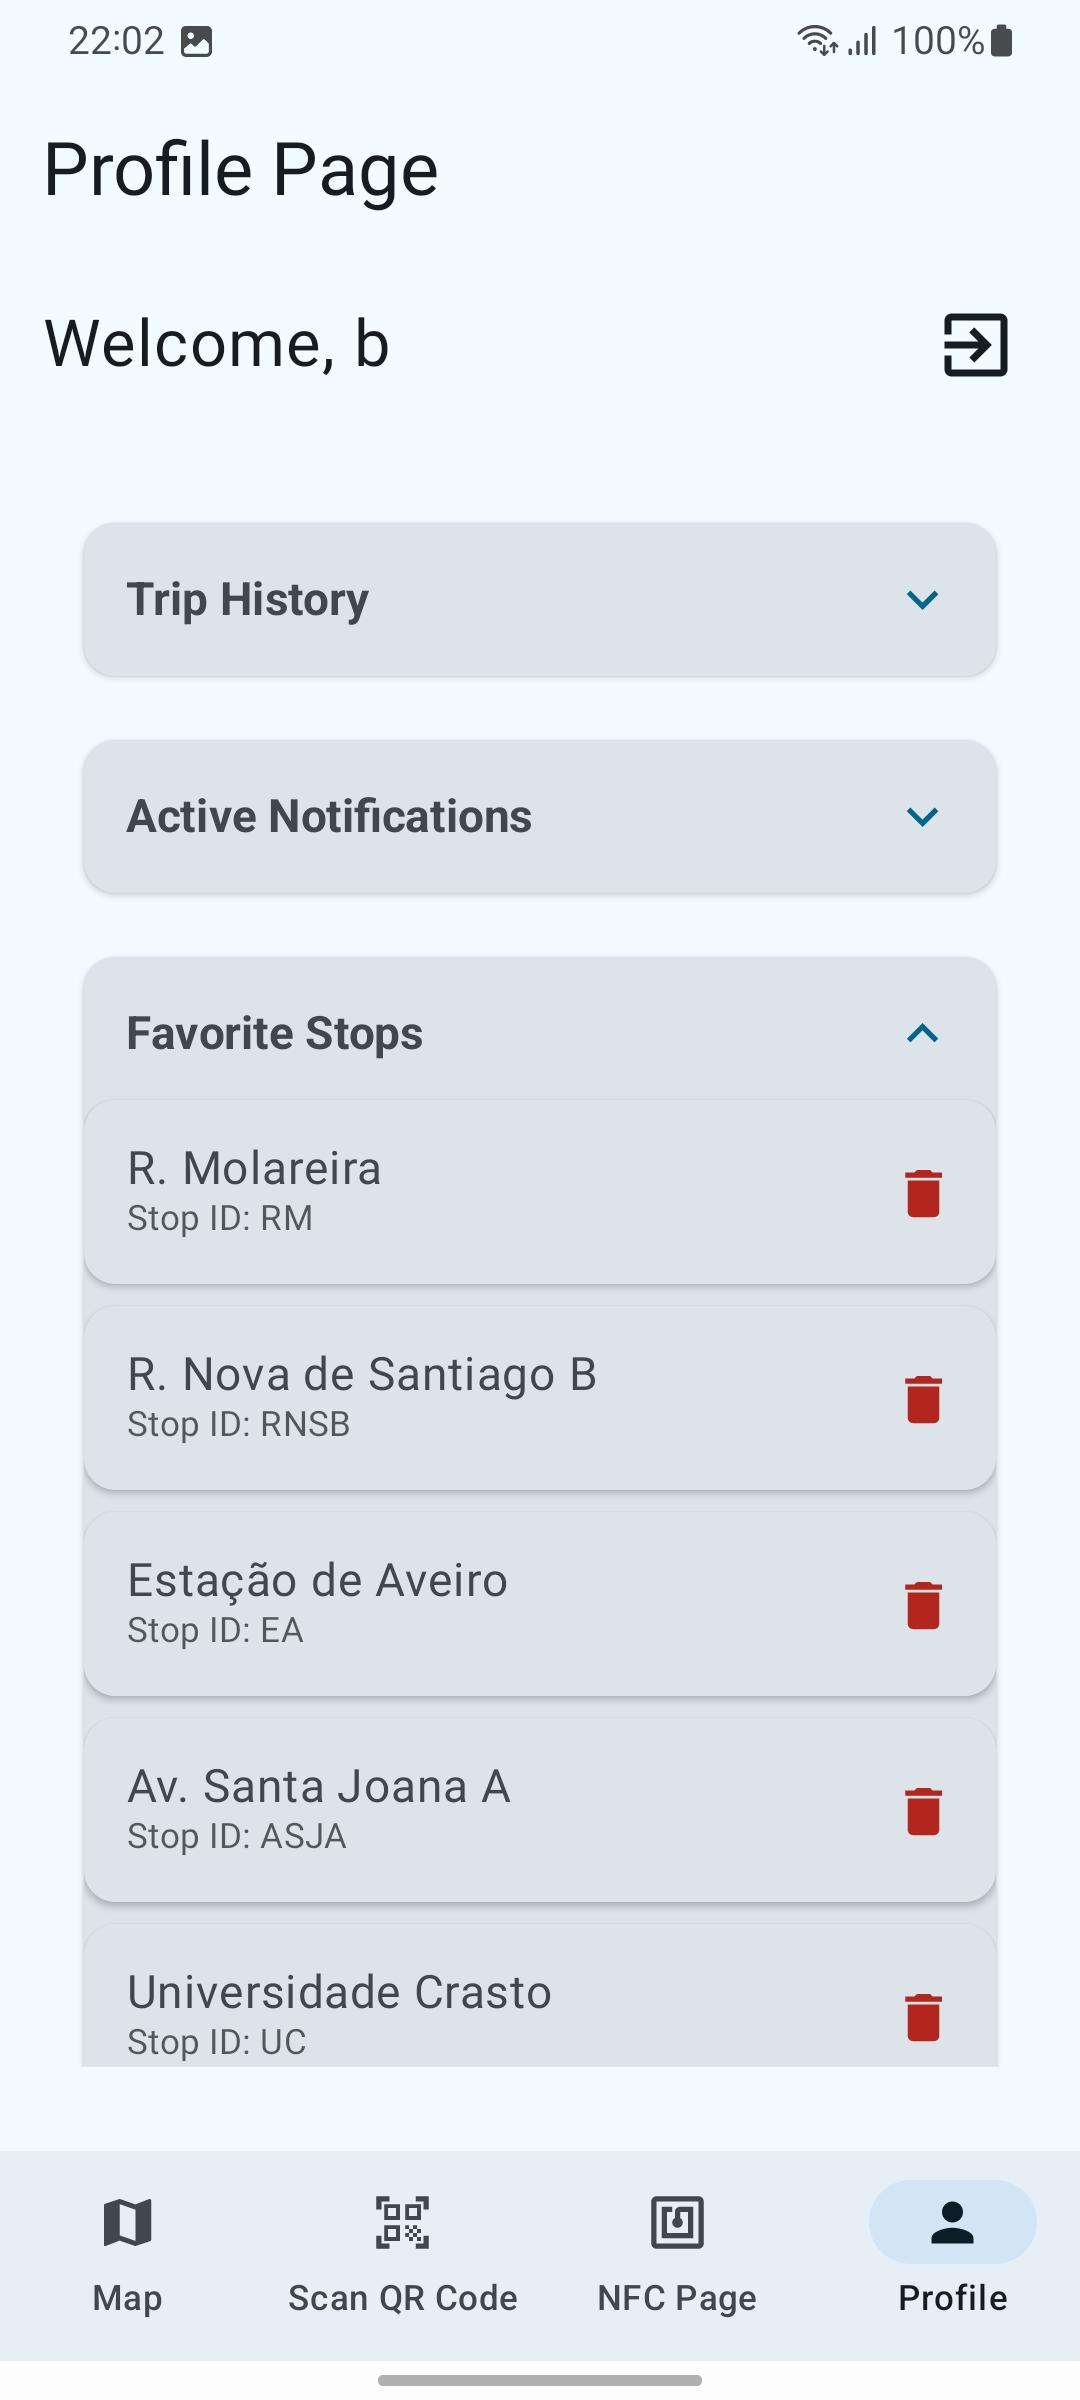 22:02
100%
Profile Page
Welcome, b
Trip History
Active Notifications
Favorite Stops
R. Molareira
Stop ID: RM
R. Nova de Santiago B
Stop ID: RNSB
Estação de Aveiro
Stop ID: EA
Av. Santa Joana A
Stop ID: ASJA
Universidade Crasto
Stop ID: UC
Map
Scan QR Code
NFC Page
Profile